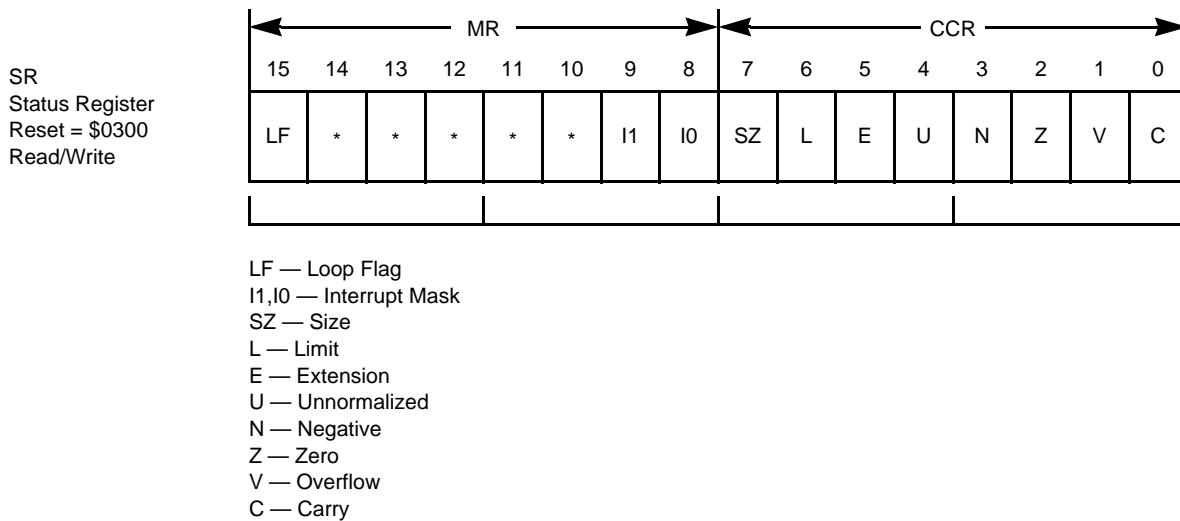 MR CCR
SR
Status Register
Reset = $0300
Read/Write
15 14 13 12 11 10 9 8 7 6 5 4 3 2 1 0
LF * * * * * I1 I0 SZ L E U N Z V C
LF — Loop Flag
I1,I0 — Interrupt Mask
SZ — Size
L — Limit
E — Extension
U — Unnormalized
N — Negative
Z — Zero
V — Overflow
C — Carry